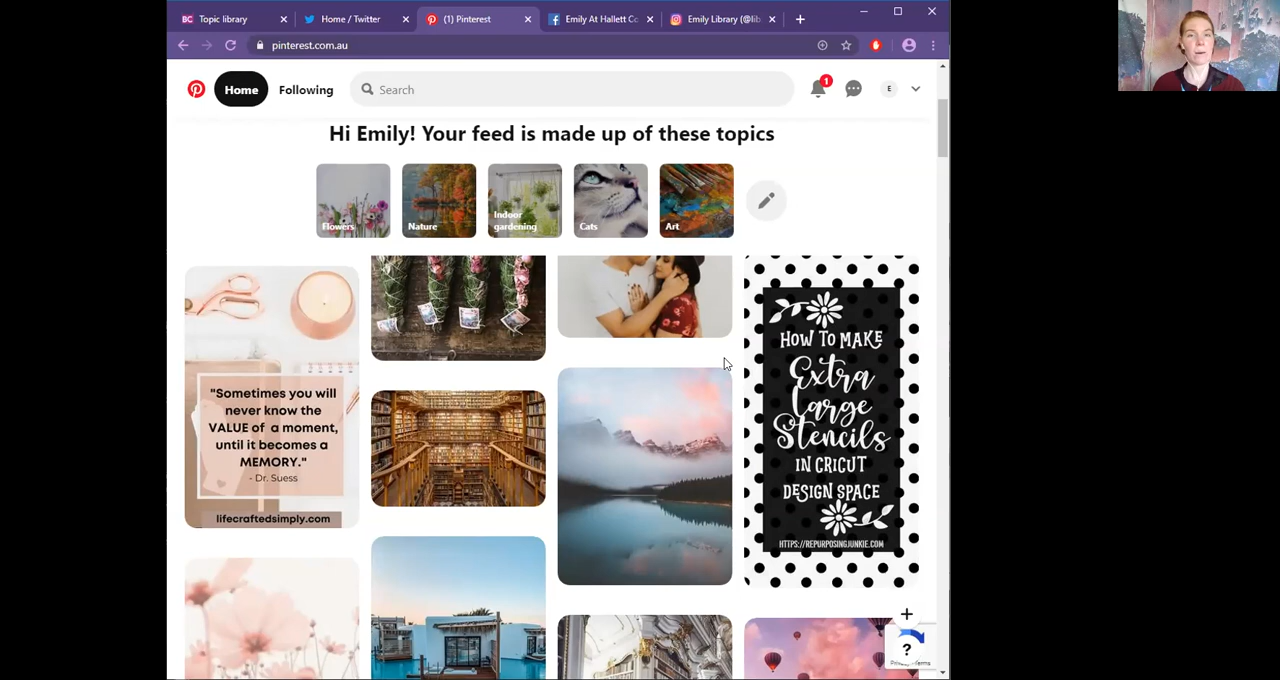 BC Topic library
Home / Twitter
(1) Pinterest
Emily At Hallett Co
Emily Library (@lib
pinterest.com.au
Home
Following
Search
1
E
Hi Emily! Your feed is made up of these topics
Flowers
Nature
Indoor
gardening
Cats
Art
"Sometimes you will
never know the
VALUE of a moment,
until it becomes a
MEMORY."
- Dr. Suess
lifecraftedsimply.com
HOW TO MAKE
Extra
Large
Stencils
IN CRICUT
DESIGN SPACE
HTTPS://REPURPOSINGJUNKIE.COM
+
?